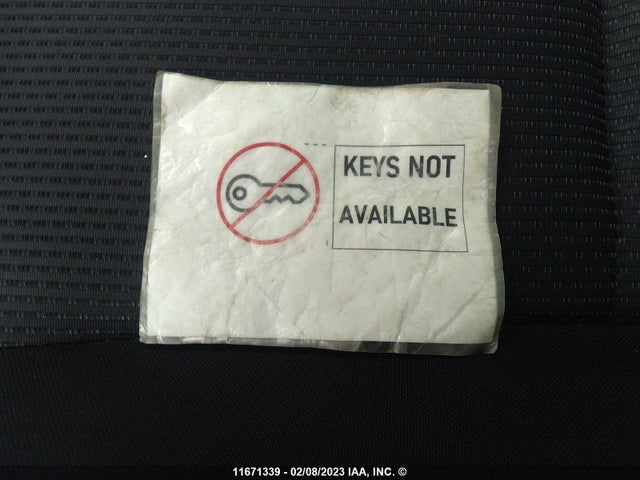 KEYS NOT
AVAILABLE
11671339 - 02/08/2023 IAA, INC. ©